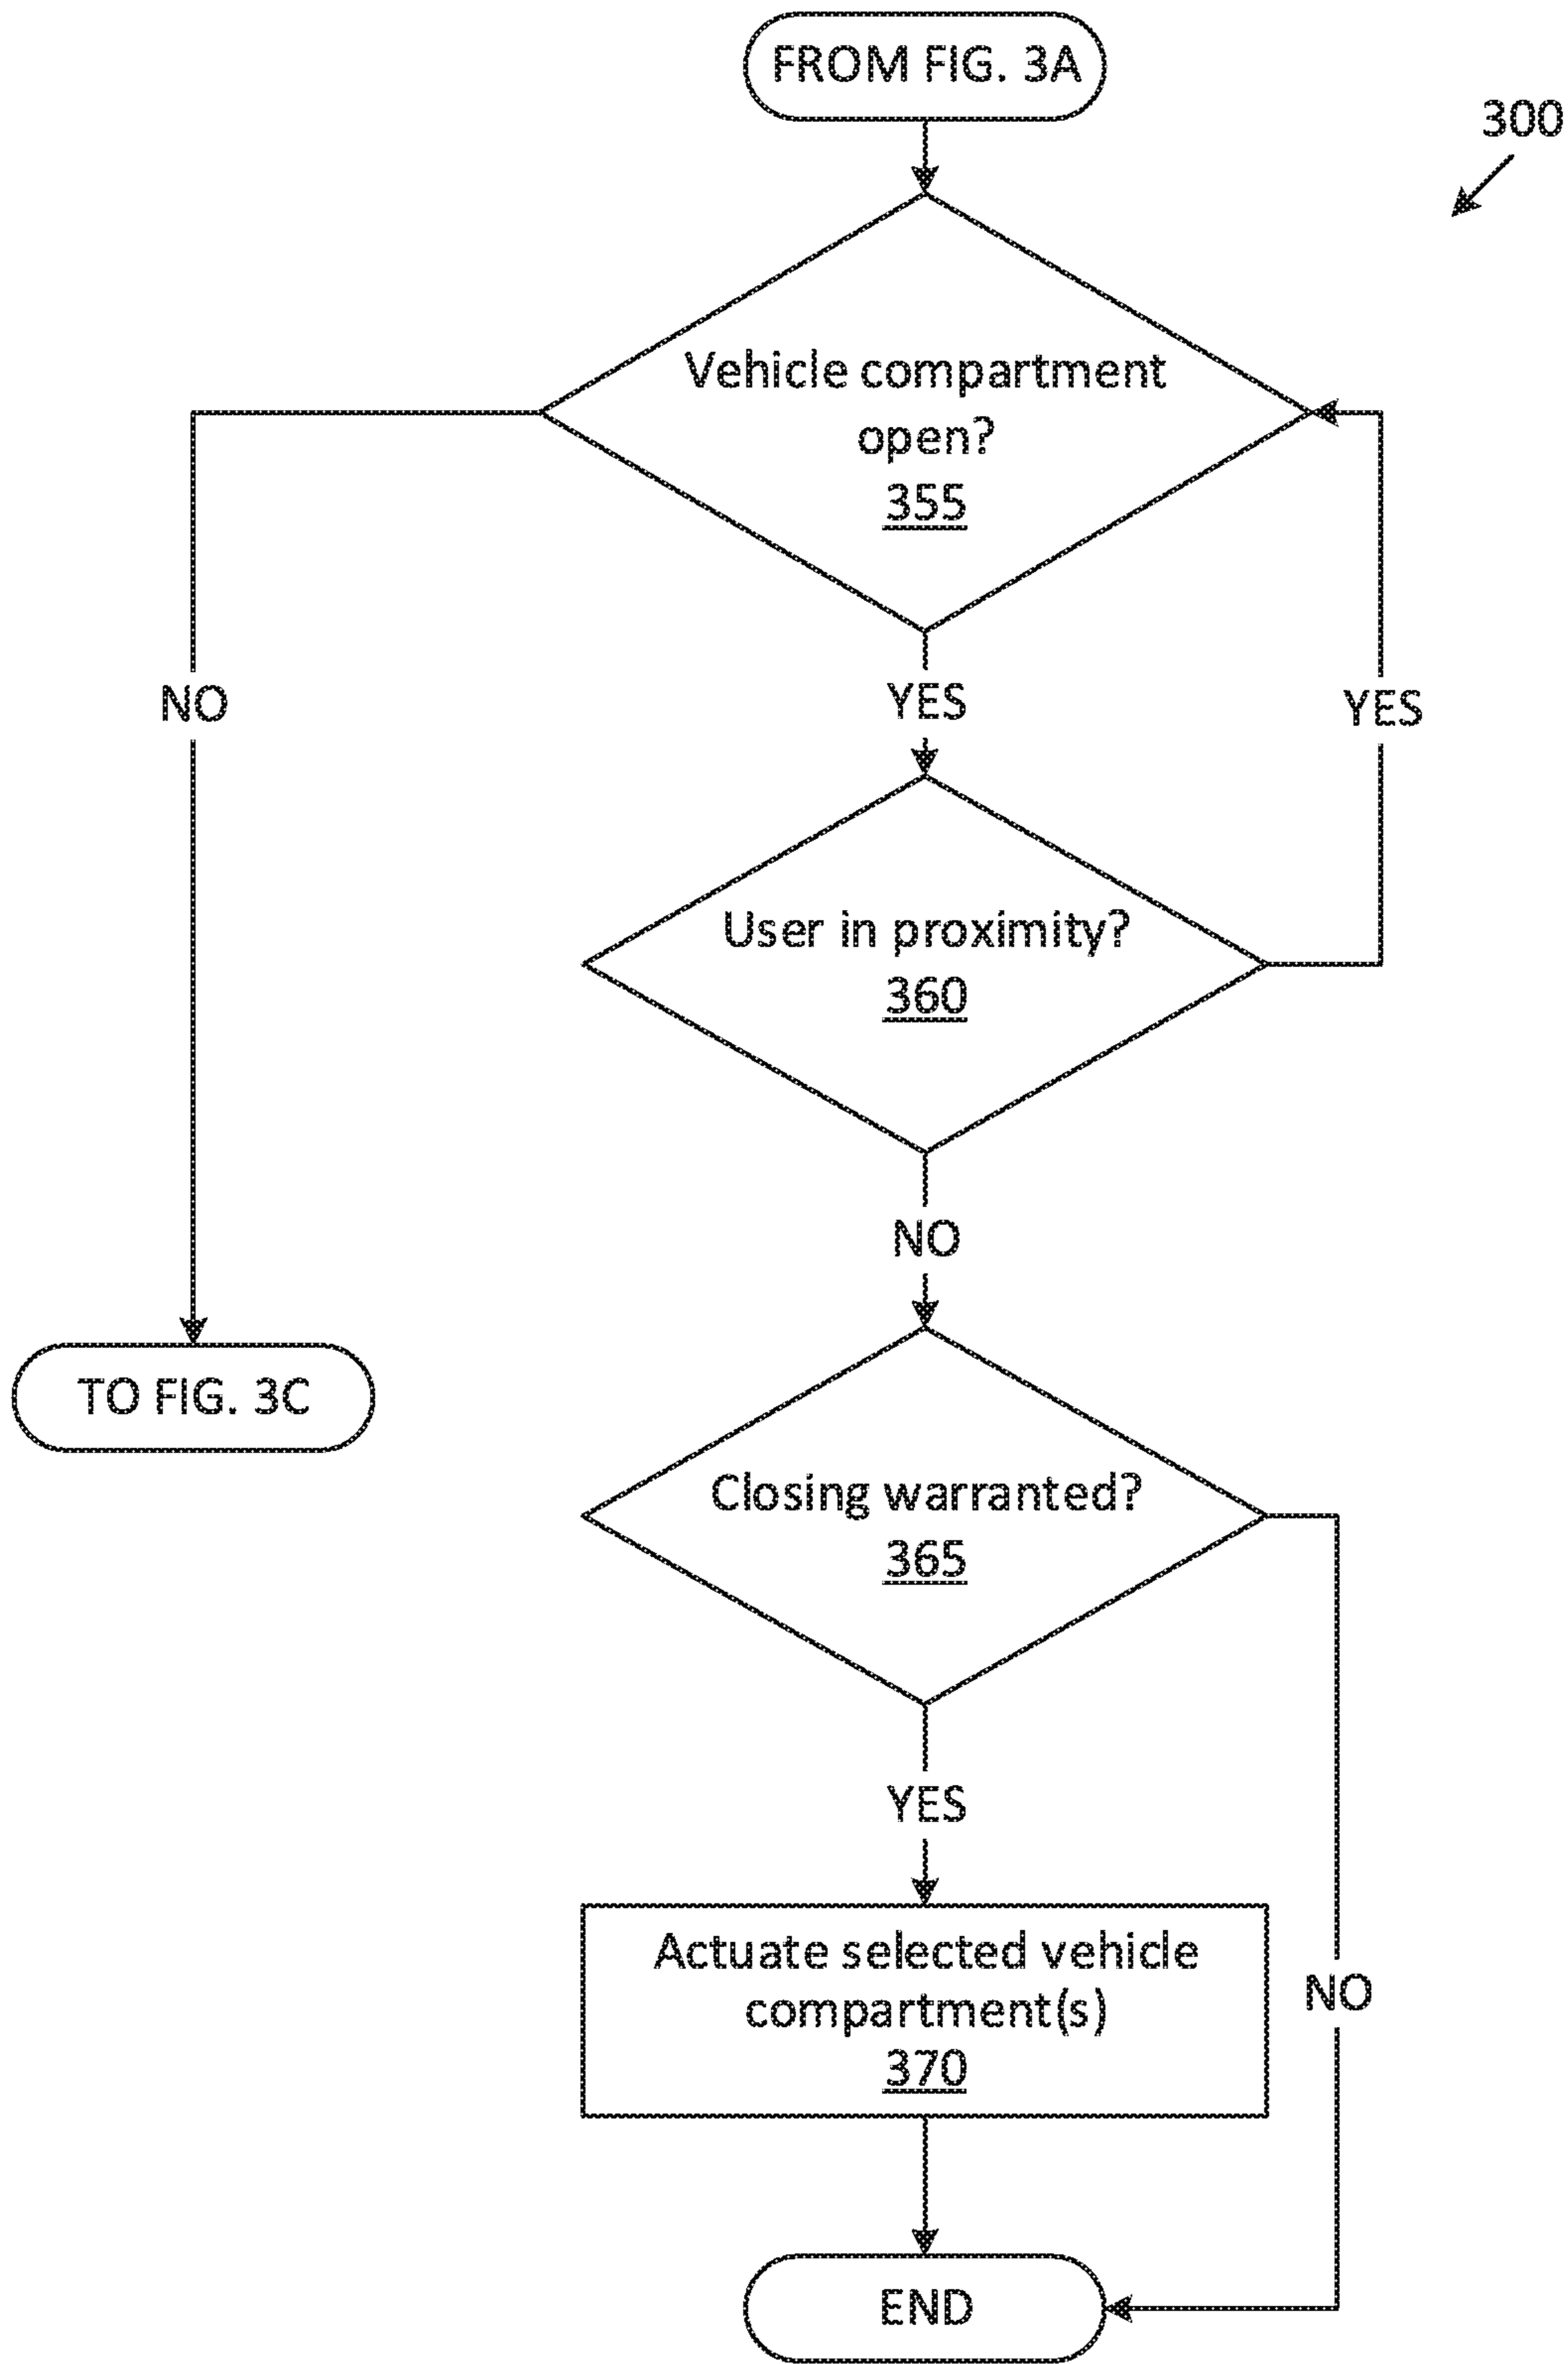 FROM FIG. 3A
300
Vehicle compartment
open?
355
NO
YES
YES
User in proximity?
360
NO
TO FIG. 3C
Closing warranted?
365
YES
Actuate selected vehicle
compartment(s)
370
NO
END